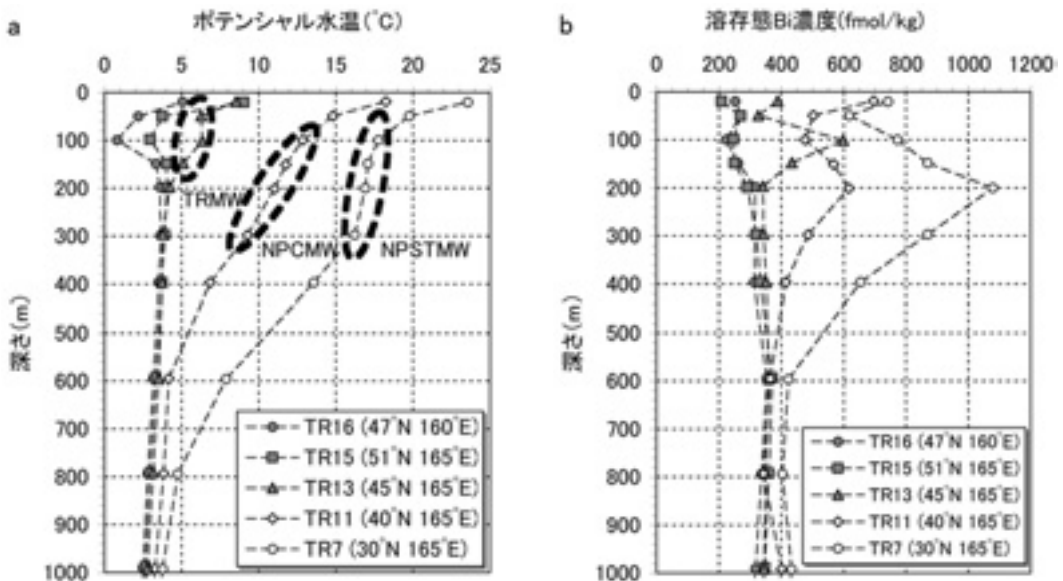 a
ポテンシャル水温(°C)
0 5 10 15 20 25
0
100
200
300
400
500
600
700
800
900
1000
深さ(m)
TRMW
NPCMW
NPSTMW
TR16 (47°N 160°E)
TR15 (51°N 165°E)
TR13 (45°N 165°E)
TR11 (40°N 165°E)
TR7 (30°N 165°E)
b
溶存態Bi濃度(fmol/kg)
0 200 400 600 800 1000 1200
0
100
200
300
400
500
600
700
800
900
1000
深さ(m)
TR16 (47°N 160°E)
TR15 (51°N 165°E)
TR13 (45°N 165°E)
TR11 (40°N 165°E)
TR7 (30°N 165°E)